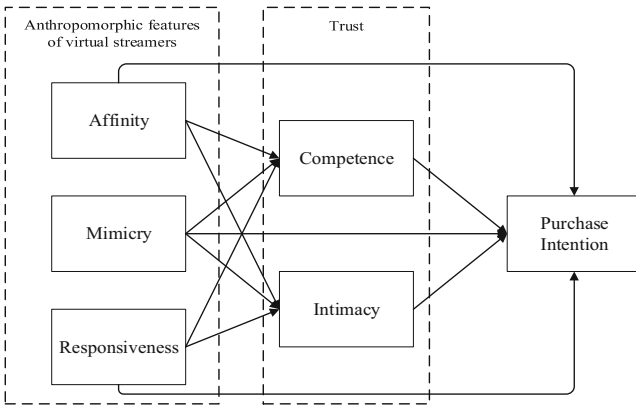 Anthropomorphic features
of virtual streamers
Trust
Affinity
Competence
Mimicry
Purchase
Intention
Intimacy
Responsiveness